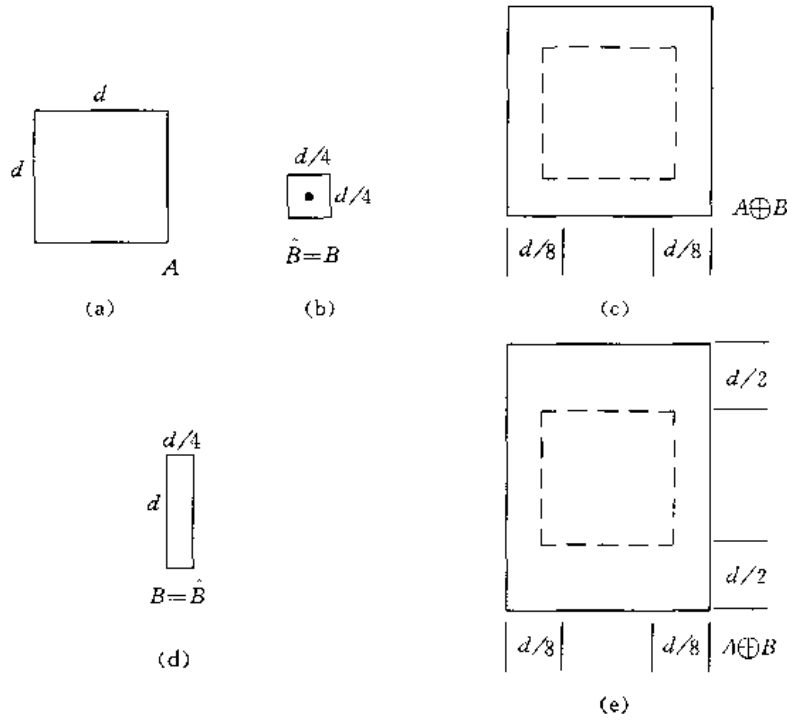 d
d
A
(a)
d/4
d/4
B̂=B
(b)
A⊕B
d/8
d/8
(c)
d/4
d
B=B̂
(d)
d/2
d/2
d/8
d/8
A⊕B
(e)